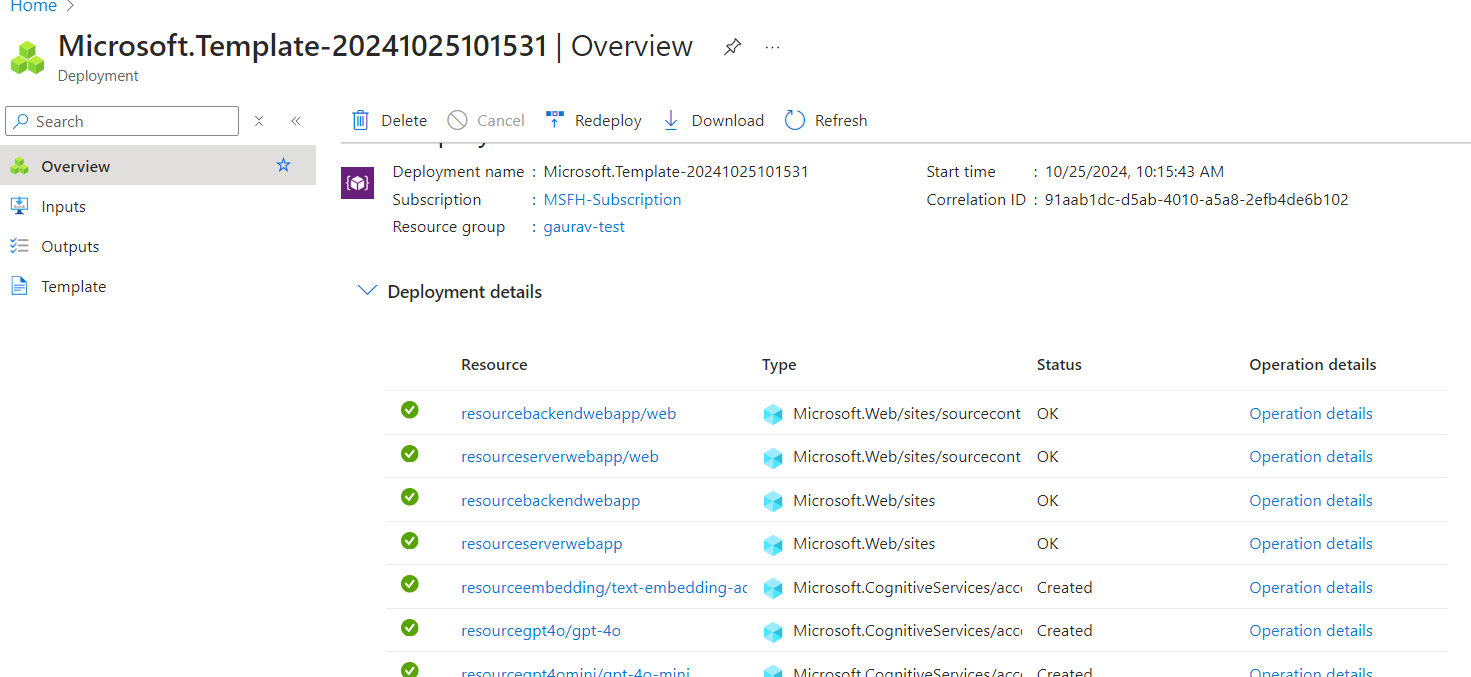 Home >
Microsoft.Template-20241025101531 | Overview
Deployment
Search
Delete Cancel Redeploy Download Refresh
Overview
Inputs
Outputs
Template
Deployment name : Microsoft.Template-20241025101531
Subscription : MSFH-Subscription
Resource group : gaurav-test
Start time : 10/25/2024, 10:15:43 AM
Correlation ID : 91aab1dc-d5ab-4010-a5a8-2efb4de6b102
Deployment details
Resource Type Status Operation details
resourcebackendwebapp/web Microsoft.Web/sites/sourcecont OK Operation details
resourceserverwebapp/web Microsoft.Web/sites/sourcecont OK Operation details
resourcebackendwebapp Microsoft.Web/sites OK Operation details
resourceserverwebapp Microsoft.Web/sites OK Operation details
resourceembedding/text-embedding-ac Microsoft.CognitiveServices/acc Created Operation details
resourcegpt4o/gpt-4o Microsoft.CognitiveServices/acc Created Operation details
resourcegpt4omini/gpt-4o-mini Microsoft.CognitiveServices/acc Created Operation details